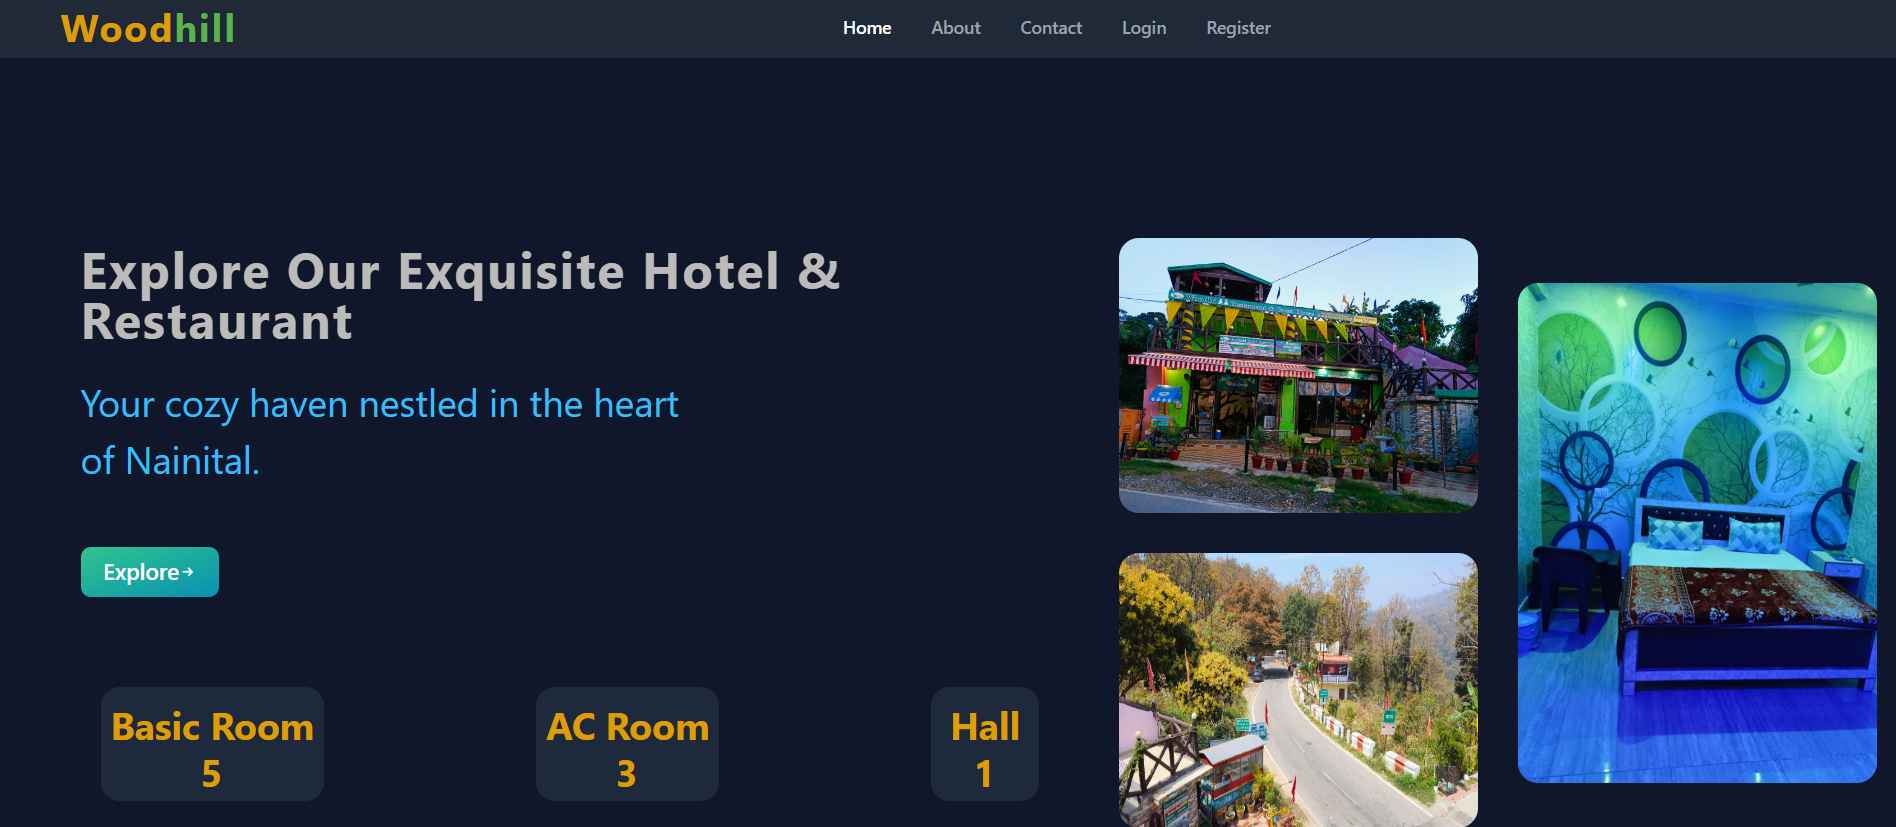 Woodhill
Home About Contact Login Register
Explore Our Exquisite Hotel &
Restaurant
Your cozy haven nestled in the heart
of Nainital.
Explore→
Basic Room
5
AC Room
3
Hall
1